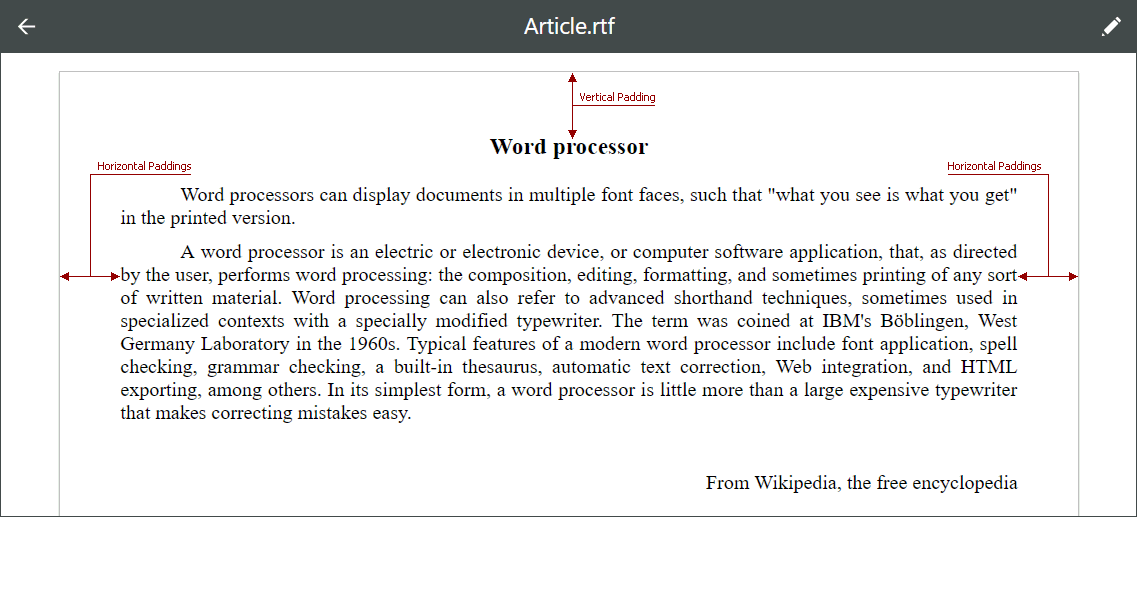 Article.rtf
Vertical Padding
Word processor
Horizontal Paddings
Horizontal Paddings
Word processors can display documents in multiple font faces, such that "what you see is what you get"
in the printed version.
A word processor is an electric or electronic device, or computer software application, that, as directed
by the user, performs word processing: the composition, editing, formatting, and sometimes printing of any sort
of written material. Word processing can also refer to advanced shorthand techniques, sometimes used in
specialized contexts with a specially modified typewriter. The term was coined at IBM's Böblingen, West
Germany Laboratory in the 1960s. Typical features of a modern word processor include font application, spell
checking, grammar checking, a built-in thesaurus, automatic text correction, Web integration, and HTML
exporting, among others. In its simplest form, a word processor is little more than a large expensive typewriter
that makes correcting mistakes easy.
From Wikipedia, the free encyclopedia